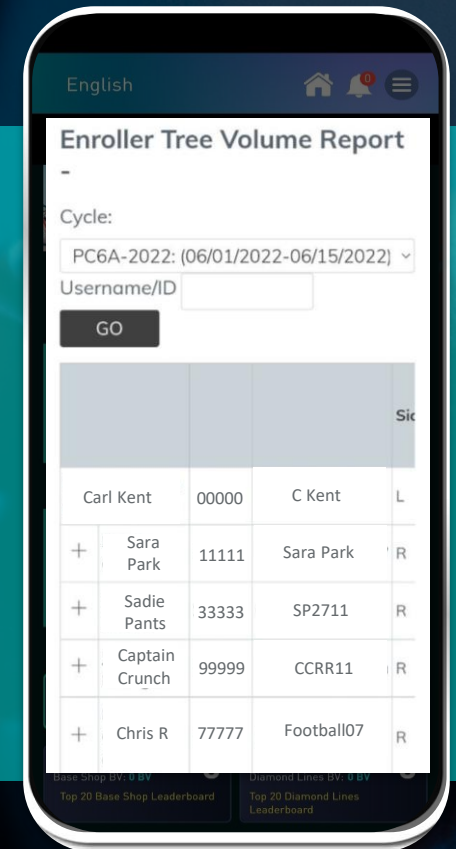 English
0
Enroller Tree Volume Report
-
Cycle:
PC6A-2022: (06/01/2022-06/15/2022)
Username/ID
GO
Sic
Carl Kent 00000 C Kent L
+ Sara Park 11111 Sara Park R
+ Sadie Pants 33333 SP2711 R
+ Captain Crunch 99999 CCRR11 R
+ Chris R 77777 Football07 R
Base Shop BV: 0 BV
Top 20 Base Shop Leaderboard
Diamond Lines BV: 0 BV
Top 20 Diamond Lines
Leaderboard